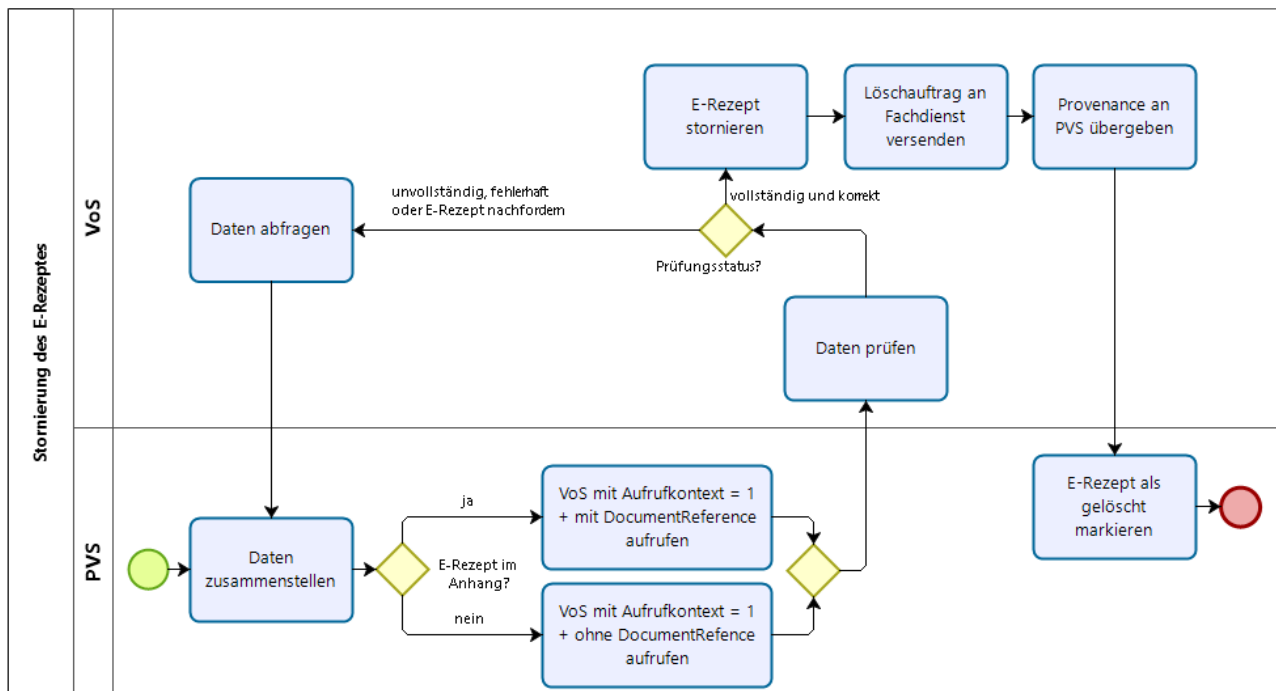 Stornierung des E-Rezeptes
VoS
E-Rezept
stornieren
Löschauftrag an
Fachdienst
versenden
Provenance an
PVS übergeben
unvollständig, fehlerhaft
oder E-Rezept nachfordern
vollständig und korrekt
Daten abfragen
Prüfungsstatus?
Daten prüfen
PVS
Daten
zusammenstellen
E-Rezept im
Anhang?
ja
nein
VoS mit Aufrufkontext = 1
+ mit DocumentReference
aufrufen
VoS mit Aufrufkontext = 1
+ ohne DocumentRefence
aufrufen
E-Rezept als
gelöscht
markieren